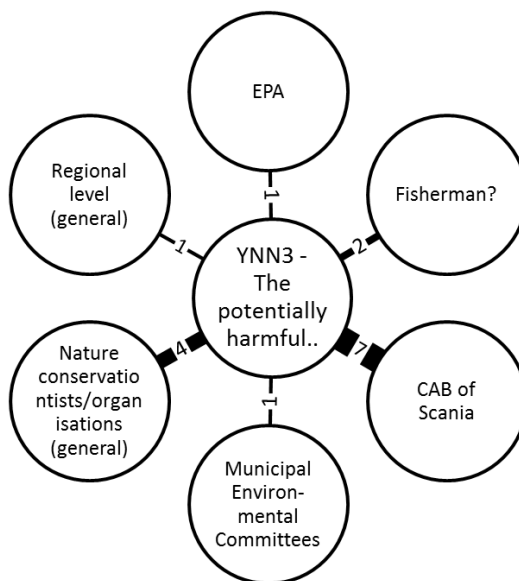 EPA
Regional
level
(general)
Fisherman?
1
1
2
YNN3 -
The
potentially
harmful..
4
7
Nature
conservatio
ntists/organ
isations
(general)
CAB of
Scania
1
Municipal
Environ-
mental
Committees